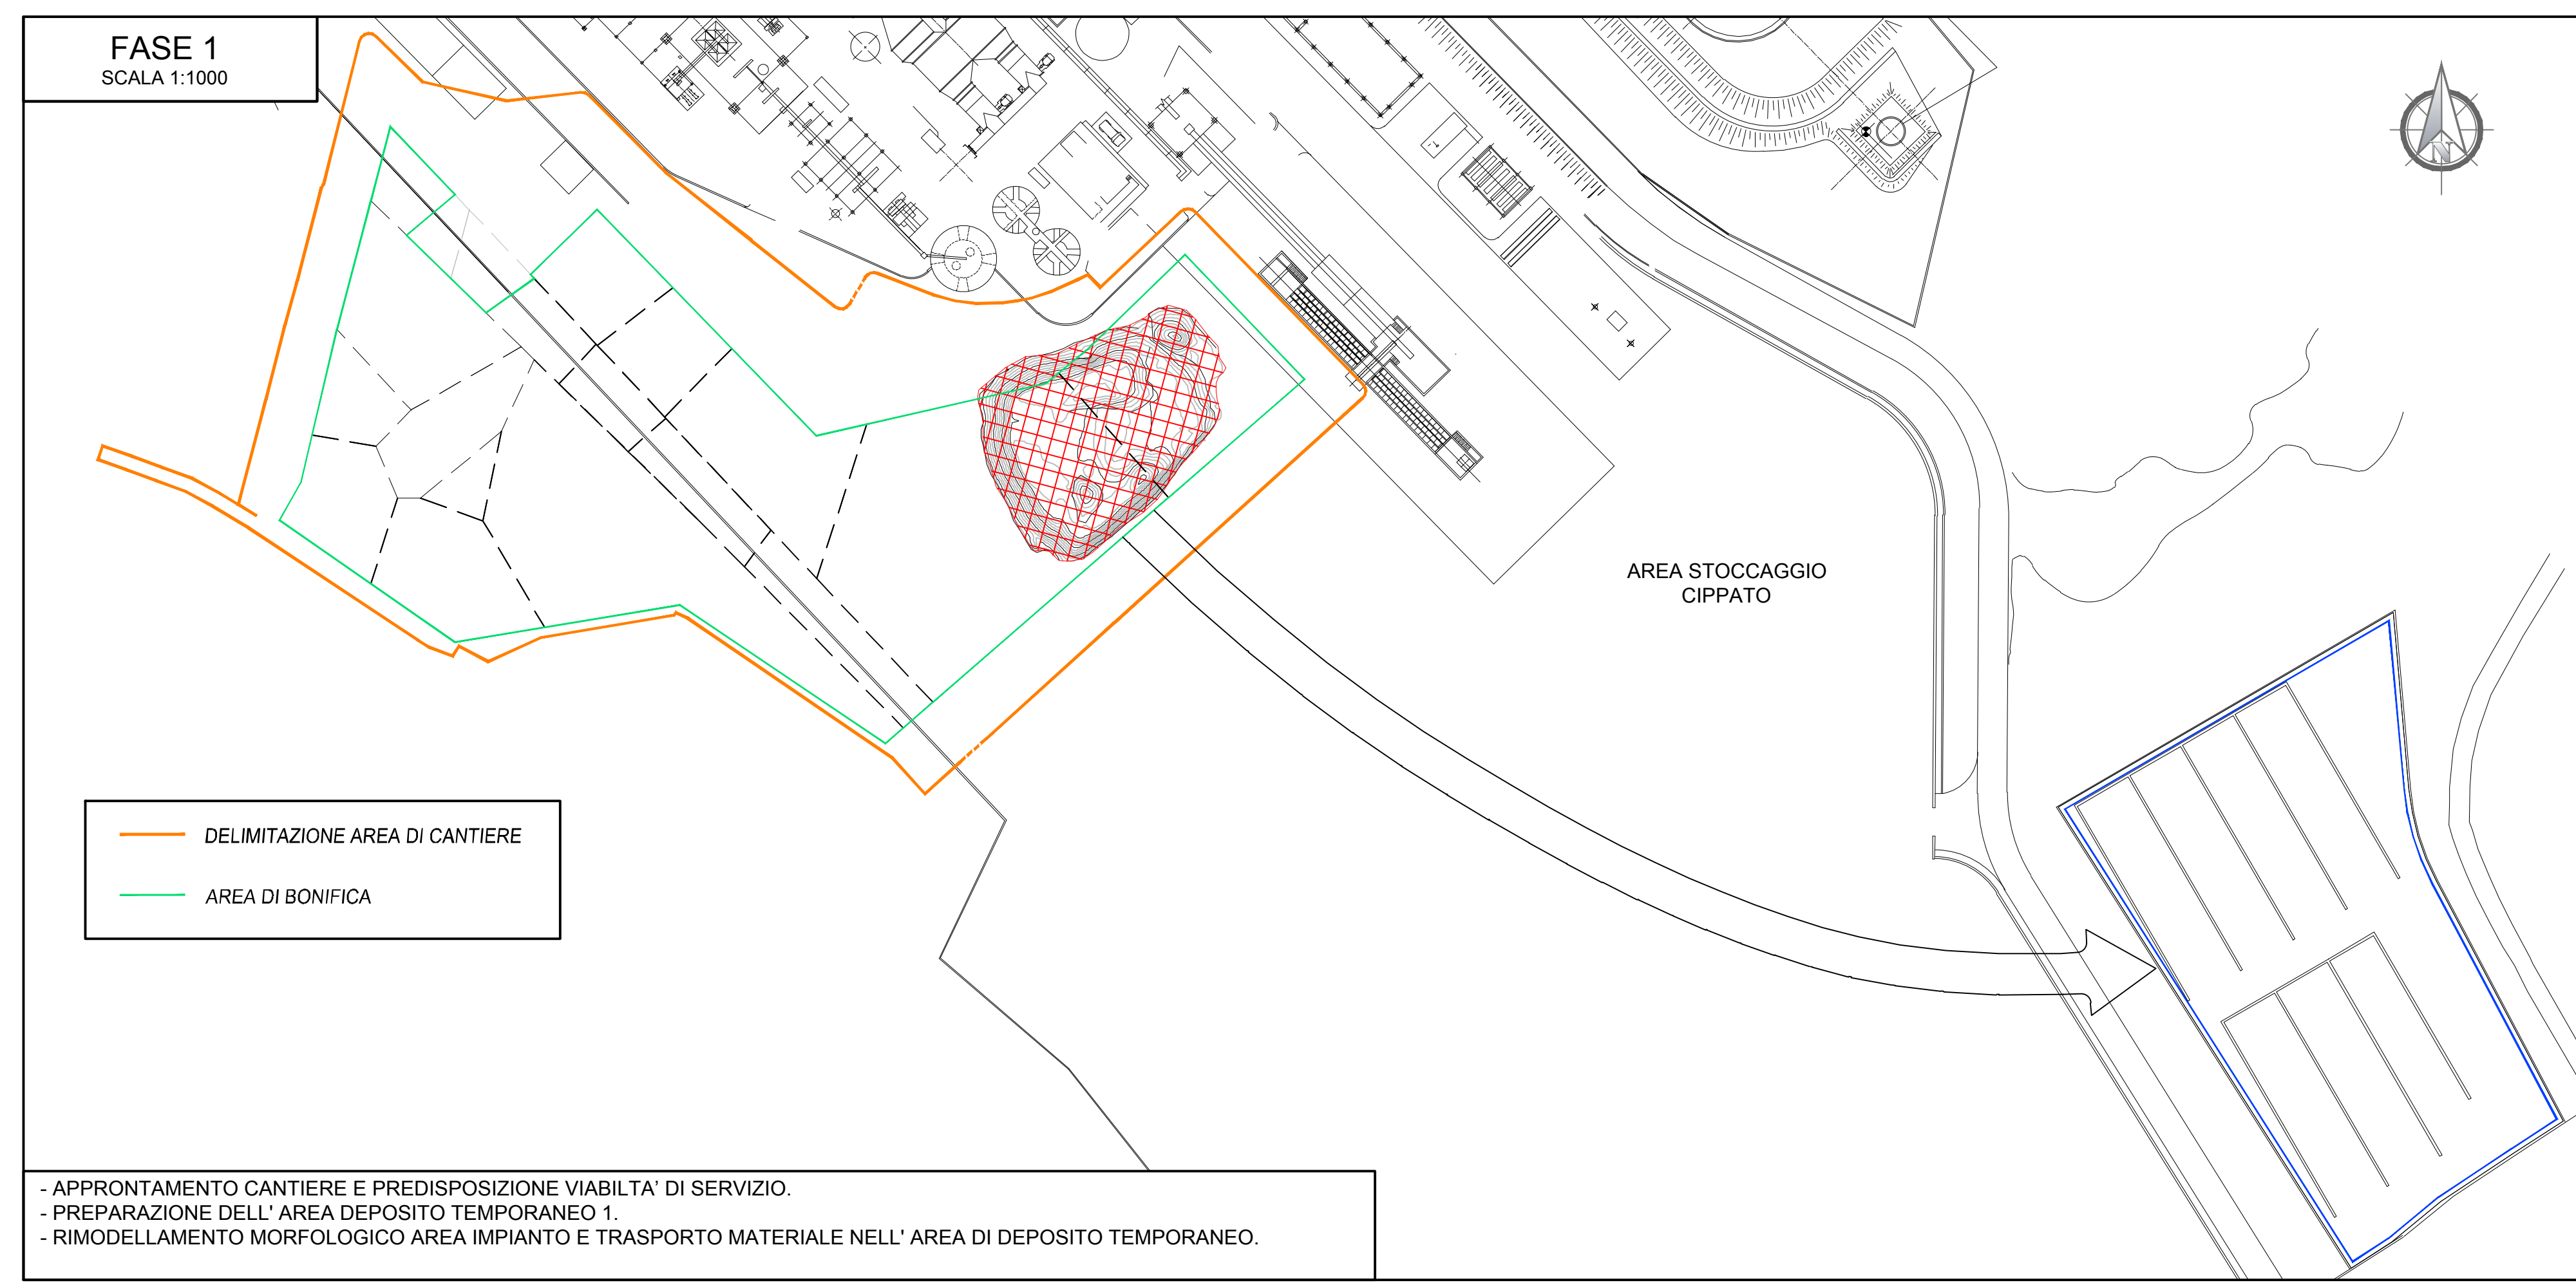 FASE 1
SCALA 1:1000
N
AREA STOCCAGGIO
CIPPATO
DELIMITAZIONE AREA DI CANTIERE
AREA DI BONIFICA
- APPRONTAMENTO CANTIERE E PREDISPOSIZIONE VIABILTA' DI SERVIZIO.
- PREPARAZIONE DELL' AREA DEPOSITO TEMPORANEO 1.
- RIMODELLAMENTO MORFOLOGICO AREA IMPIANTO E TRASPORTO MATERIALE NELL' AREA DI DEPOSITO TEMPORANEO.